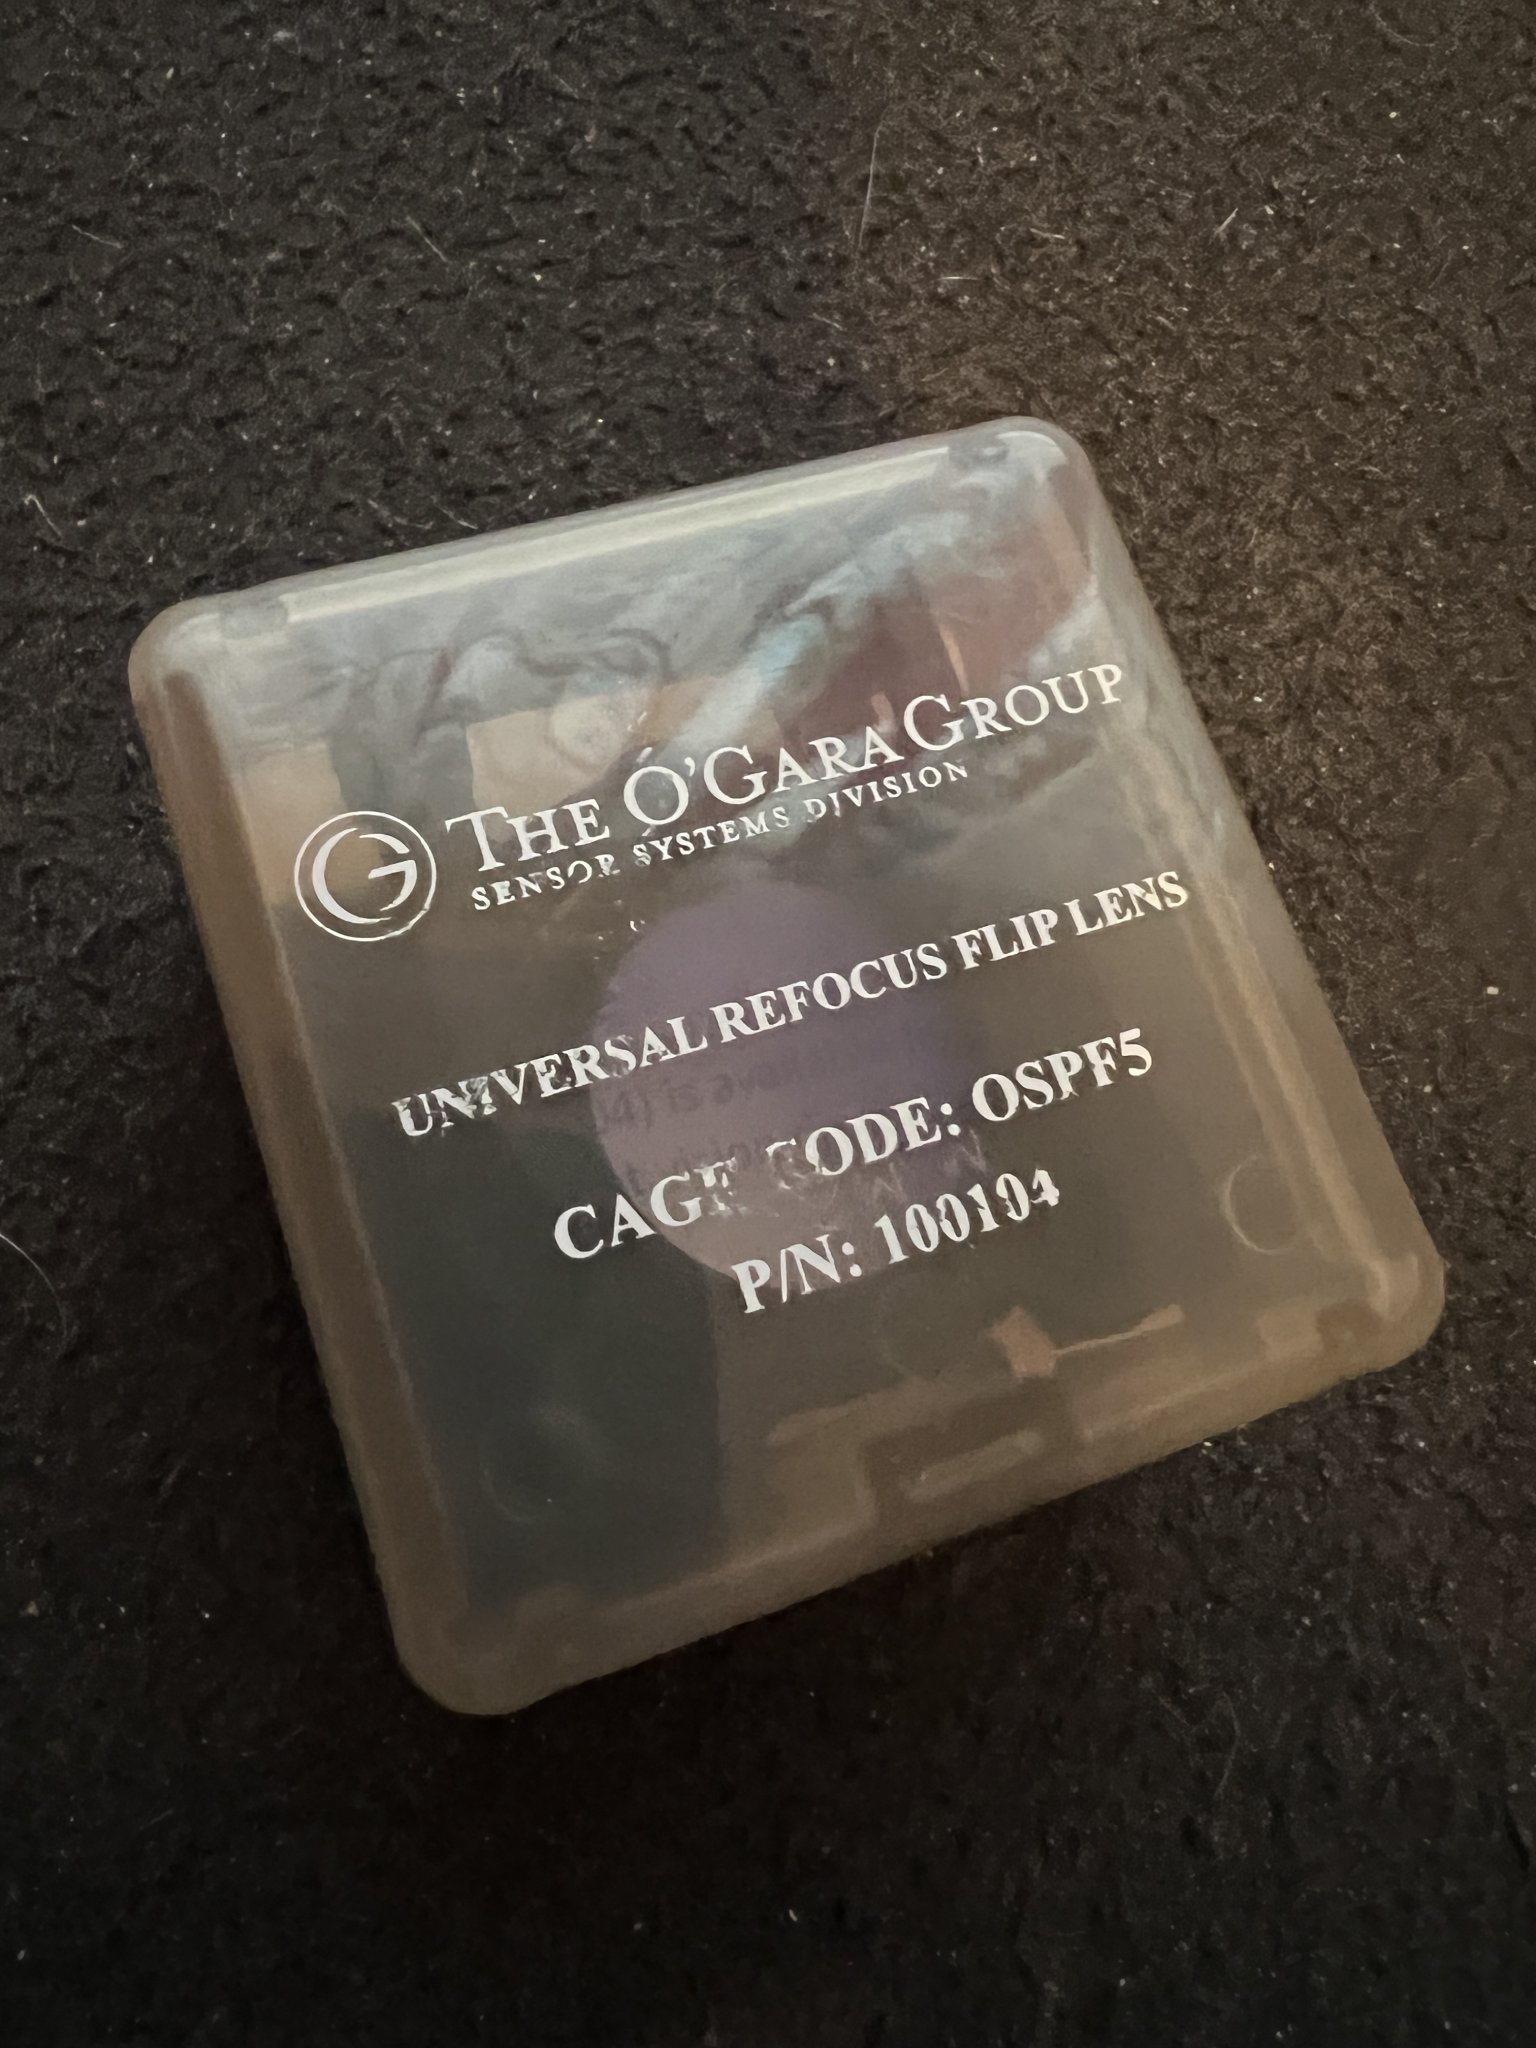 THE O'GARA GROUP
SENSOR SYSTEMS DIVISION
UNIVERSAL REFOCUS FLIP LENS
CAGE CODE: OSPF5
P/N: 100104